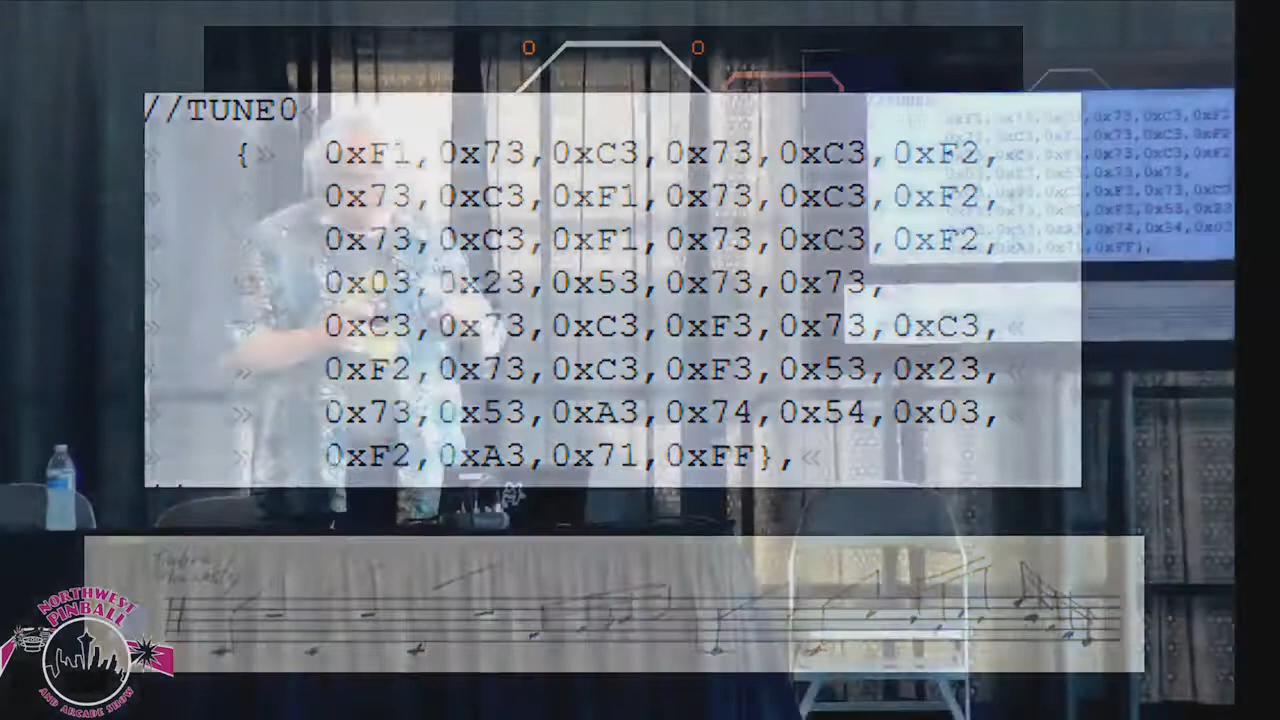 0 0
//TUNE0
{ 0xF1,0x73,0xC3,0x73,0xC3,0xF2,
0x73,0xC3,0xF1,0x73,0xC3,0xF2,
0x73,0xC3,0xF1,0x73,0xC3,0xF2,
0x03,0x23,0x53,0x73,0x73,
0xC3,0x73,0xC3,0xF3,0x73,0xC3,
0xF2,0x73,0xC3,0xF3,0x53,0x23,
0x73,0x53,0xA3,0x74,0x54,0x03,
0xF2,0xA3,0x71,0xFF},
NORTHWEST
PINBALL
AND ARCADE SHOW